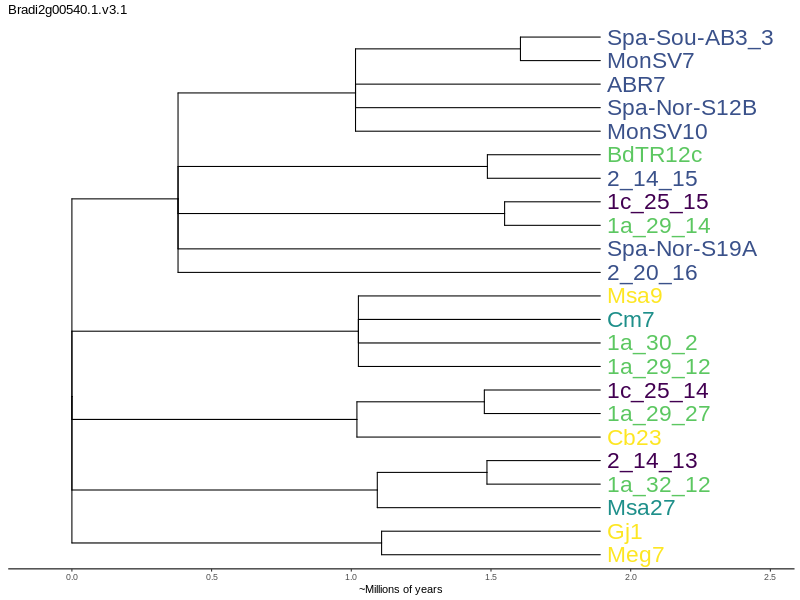 Bradi2g00540.1.v3.1
Spa-Sou-AB3_3
MonSV7
ABR7
Spa-Nor-S12B
MonSV10
BdTR12c
2_14_15
1c_25_15
1a_29_14
Spa-Nor-S19A
2_20_16
Msa9
Cm7
1a_30_2
1a_29_12
1c_25_14
1a_29_27
Cb23
2_14_13
1a_32_12
Msa27
Gj1
Meg7
0.0 0.5 1.0 1.5 2.0 2.5
~Millions of years